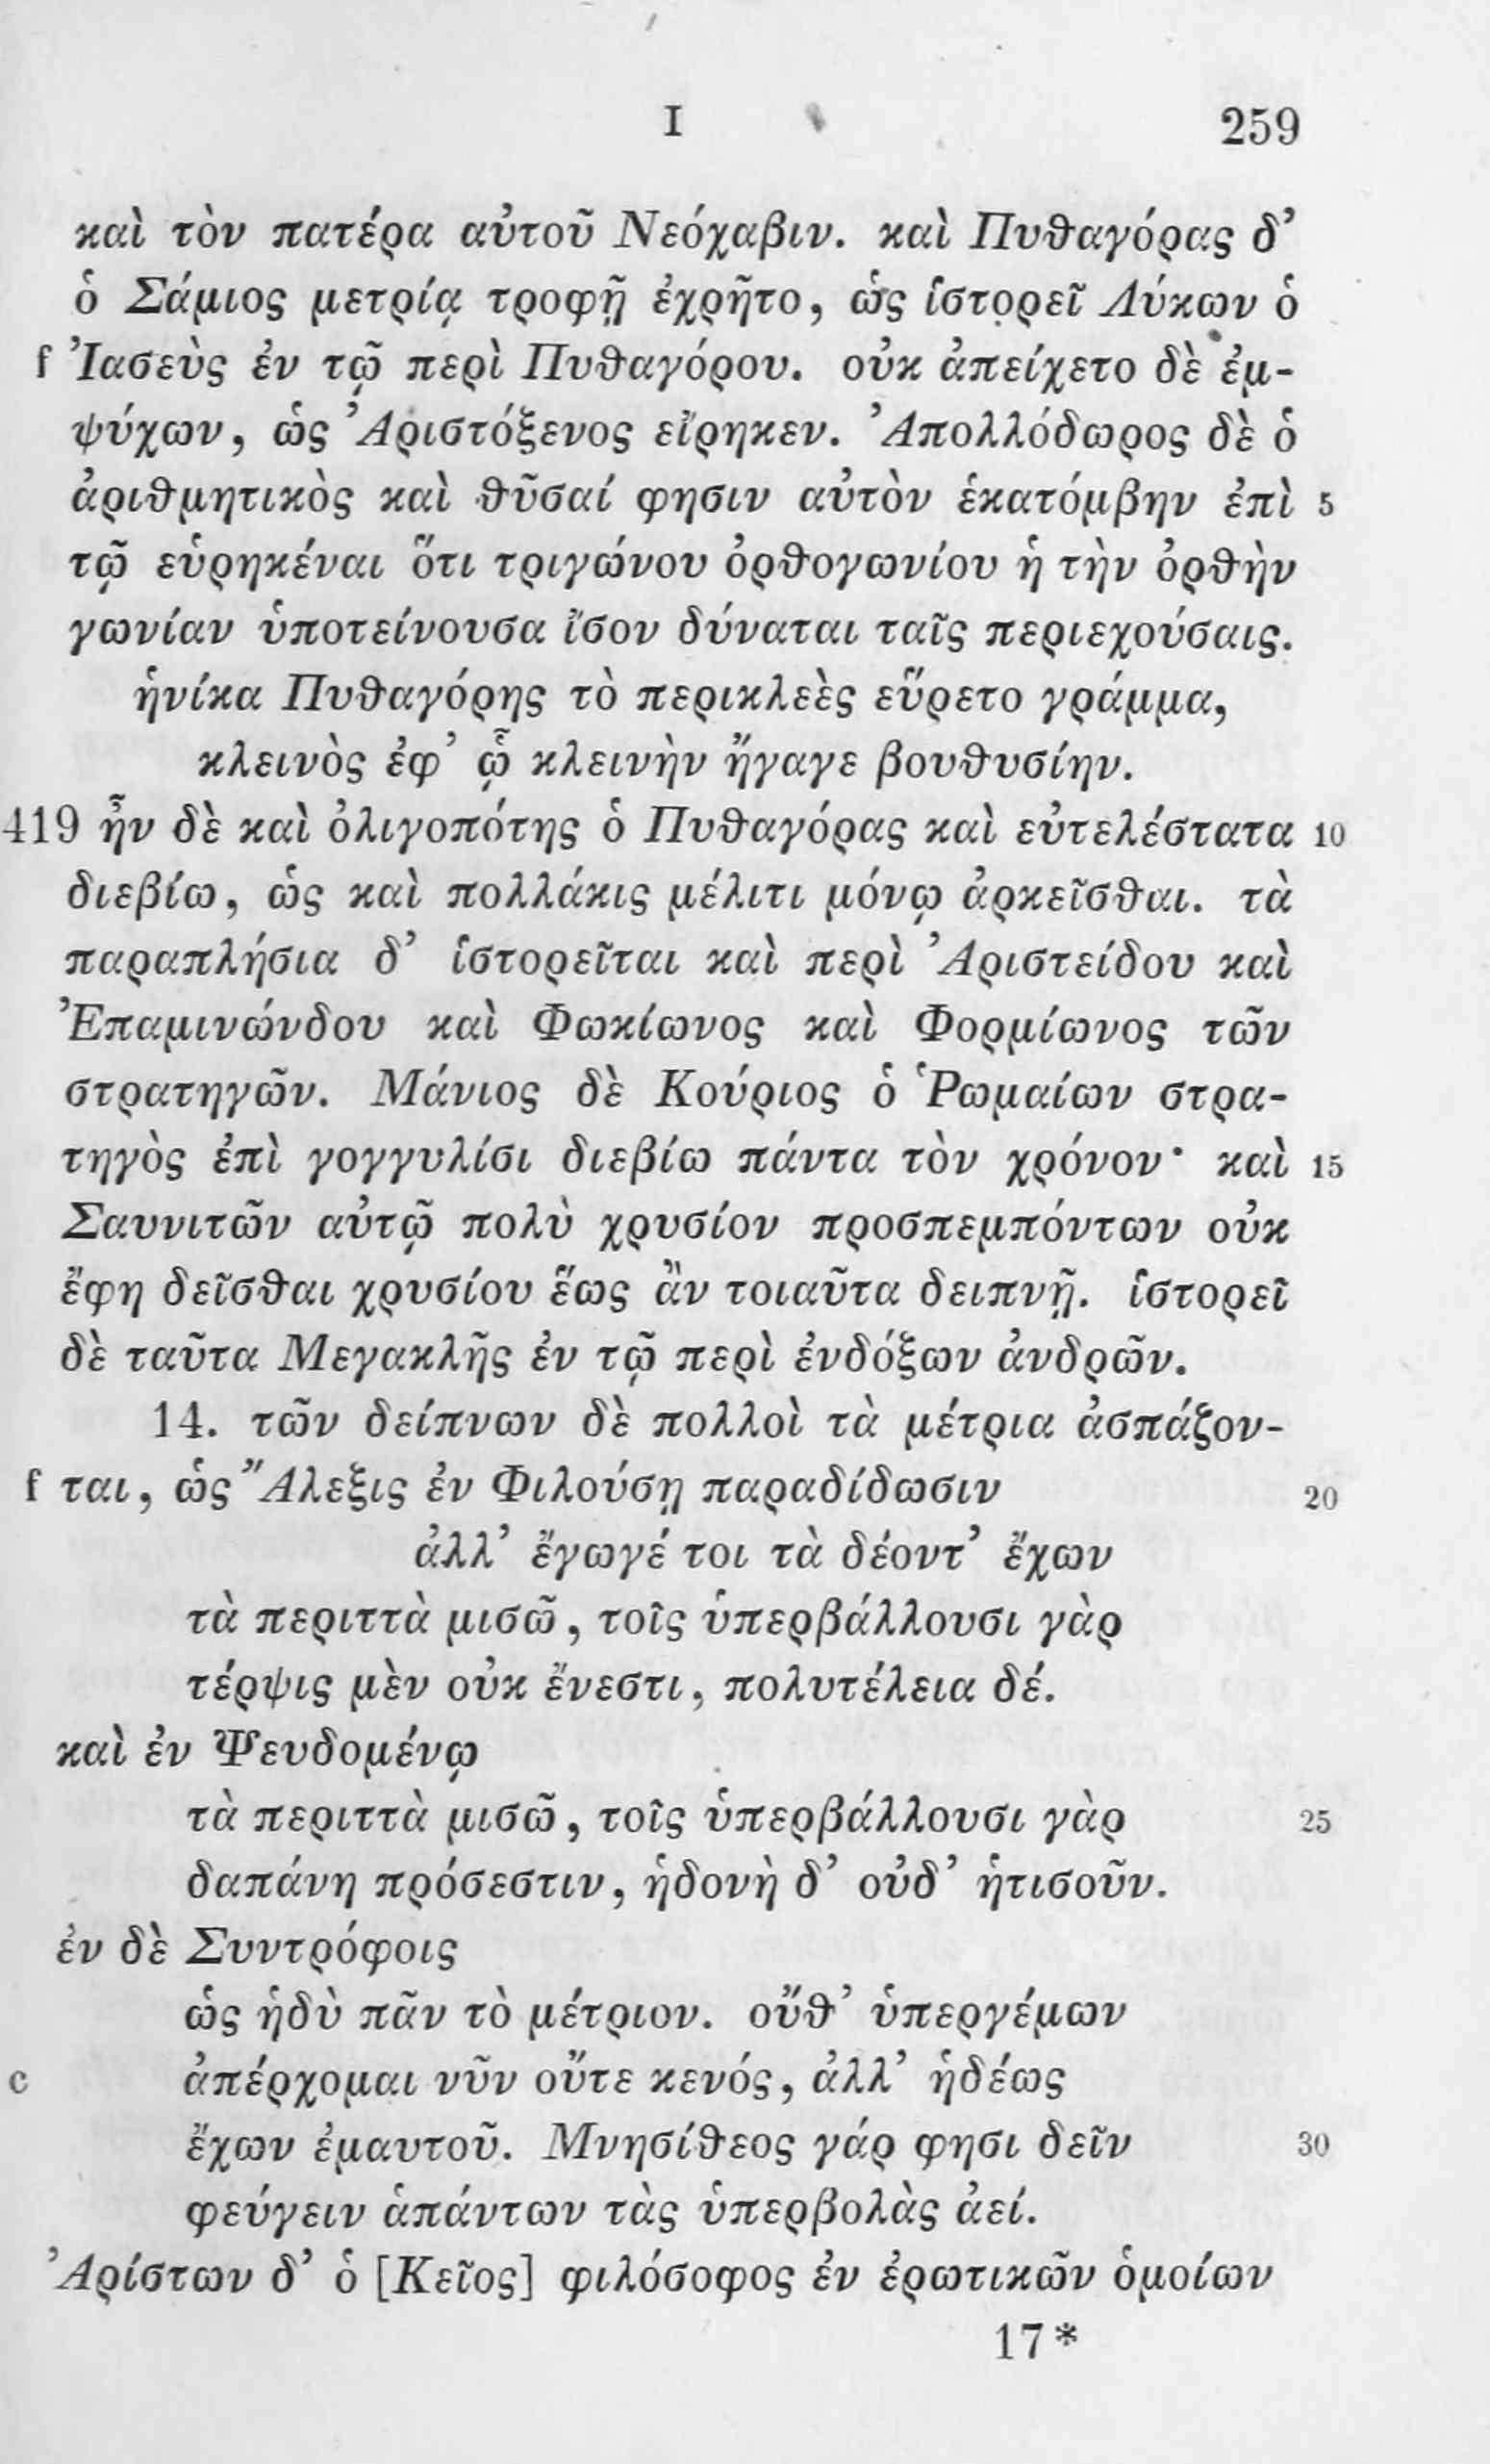 I 259
καὶ τὸν πατέρα αὐτοῦ Νεόχαβιν. καὶ Πυθαγόρας δ’
ὁ Σάμιος μετρίᾳ τροφῇ ἐχρῆτο, ὡς ἱστορεῖ Λύκων ὁ
f Ἰασεὺς ἐν τῷ περὶ Πυθαγόρου. οὐκ ἀπείχετο δὲ ἐμ-
ψύχων, ὡς Ἀριστόξενος εἴρηκεν. Ἀπολλόδωρος δὲ ὁ
ἀριθμητικὸς καὶ θῦσαί φησιν αὐτὸν ἑκατόμβην ἐπὶ 5
τῷ εὑρηκέναι ὅτι τριγώνου ὀρθογωνίου ἡ τὴν ὀρθὴν
γωνίαν ὑποτείνουσα ἴσον δύναται ταῖς περιεχούσαις.
ἡνίκα Πυθαγόρης τὸ περικλεὲς εὕρετο γράμμα,
κλεινὸς ἐφ’ ᾧ κλεινὴν ἤγαγε βουθυσίην.
419 ἦν δὲ καὶ ὀλιγοπότης ὁ Πυθαγόρας καὶ εὐτελέστατα 10
διεβίω, ὡς καὶ πολλάκις μέλιτι μόνῳ ἀρκεῖσθαι. τὰ
παραπλήσια δ’ ἱστορεῖται καὶ περὶ Ἀριστείδου καὶ
Ἐπαμινώνδου καὶ Φωκίωνος καὶ Φορμίωνος τῶν
στρατηγῶν. Μάνιος δὲ Κούριος ὁ Ῥωμαίων στρα-
τηγὸς ἐπὶ γογγυλίσι διεβίω πάντα τὸν χρόνον· καὶ 15
Σαυνιτῶν αὐτῷ πολὺ χρυσίον προσπεμπόντων οὐκ
ἔφη δεῖσθαι χρυσίου ἕως ἂν τοιαῦτα δειπνῇ. ἱστορεῖ
δὲ ταῦτα Μεγακλῆς ἐν τῷ περὶ ἐνδόξων ἀνδρῶν.
14. τῶν δείπνων δὲ πολλοὶ τὰ μέτρια ἀσπάζον-
f ται, ὡς Ἄλεξις ἐν Φιλούσῃ παραδίδωσιν 20
ἀλλ’ ἔγωγέ τοι τὰ δέοντ’ ἔχων
τὰ περιττὰ μισῶ, τοῖς ὑπερβάλλουσι γὰρ
τέρψις μὲν οὐκ ἔνεστι, πολυτέλεια δέ.
καὶ ἐν Ψευδομένῳ
τὰ περιττὰ μισῶ, τοῖς ὑπερβάλλουσι γὰρ 25
δαπάνη πρόσεστιν, ἡδονὴ δ’ οὐδ’ ἡτισοῦν.
ἐν δὲ Συντρόφοις
ὡς ἡδὺ πᾶν τὸ μέτριον. οὔθ’ ὑπεργέμων
c ἀπέρχομαι νῦν οὔτε κενός, ἀλλ’ ἡδέως
ἔχων ἐμαυτοῦ. Μνησίθεος γάρ φησι δεῖν 30
φεύγειν ἁπάντων τὰς ὑπερβολὰς ἀεί.
Ἀρίστων δ’ ὁ [Κεῖος] φιλόσοφος ἐν ἐρωτικῶν ὁμοίων
17*